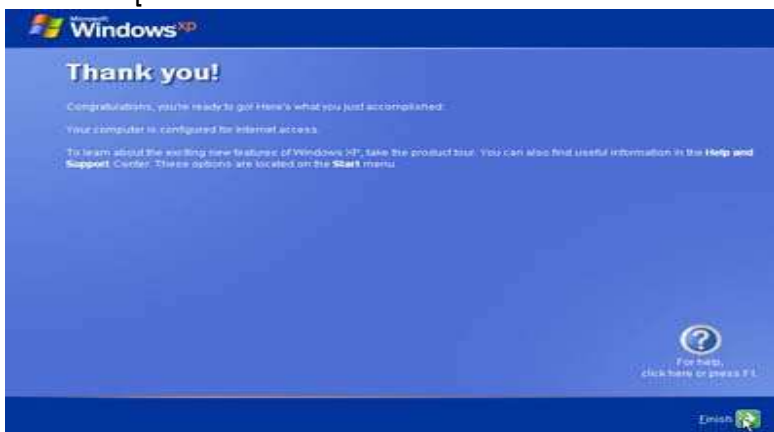 Microsoft
Windows xp
Thank you!
Congratulations, you're ready to go! Here's what you just accomplished:
Your computer is configured for Internet access.
To learn about the exciting new features of Windows XP, take the product tour. You can also find useful information in the Help and
Support Center. These options are located on the Start menu.
For help,
click here or press F1.
Finish